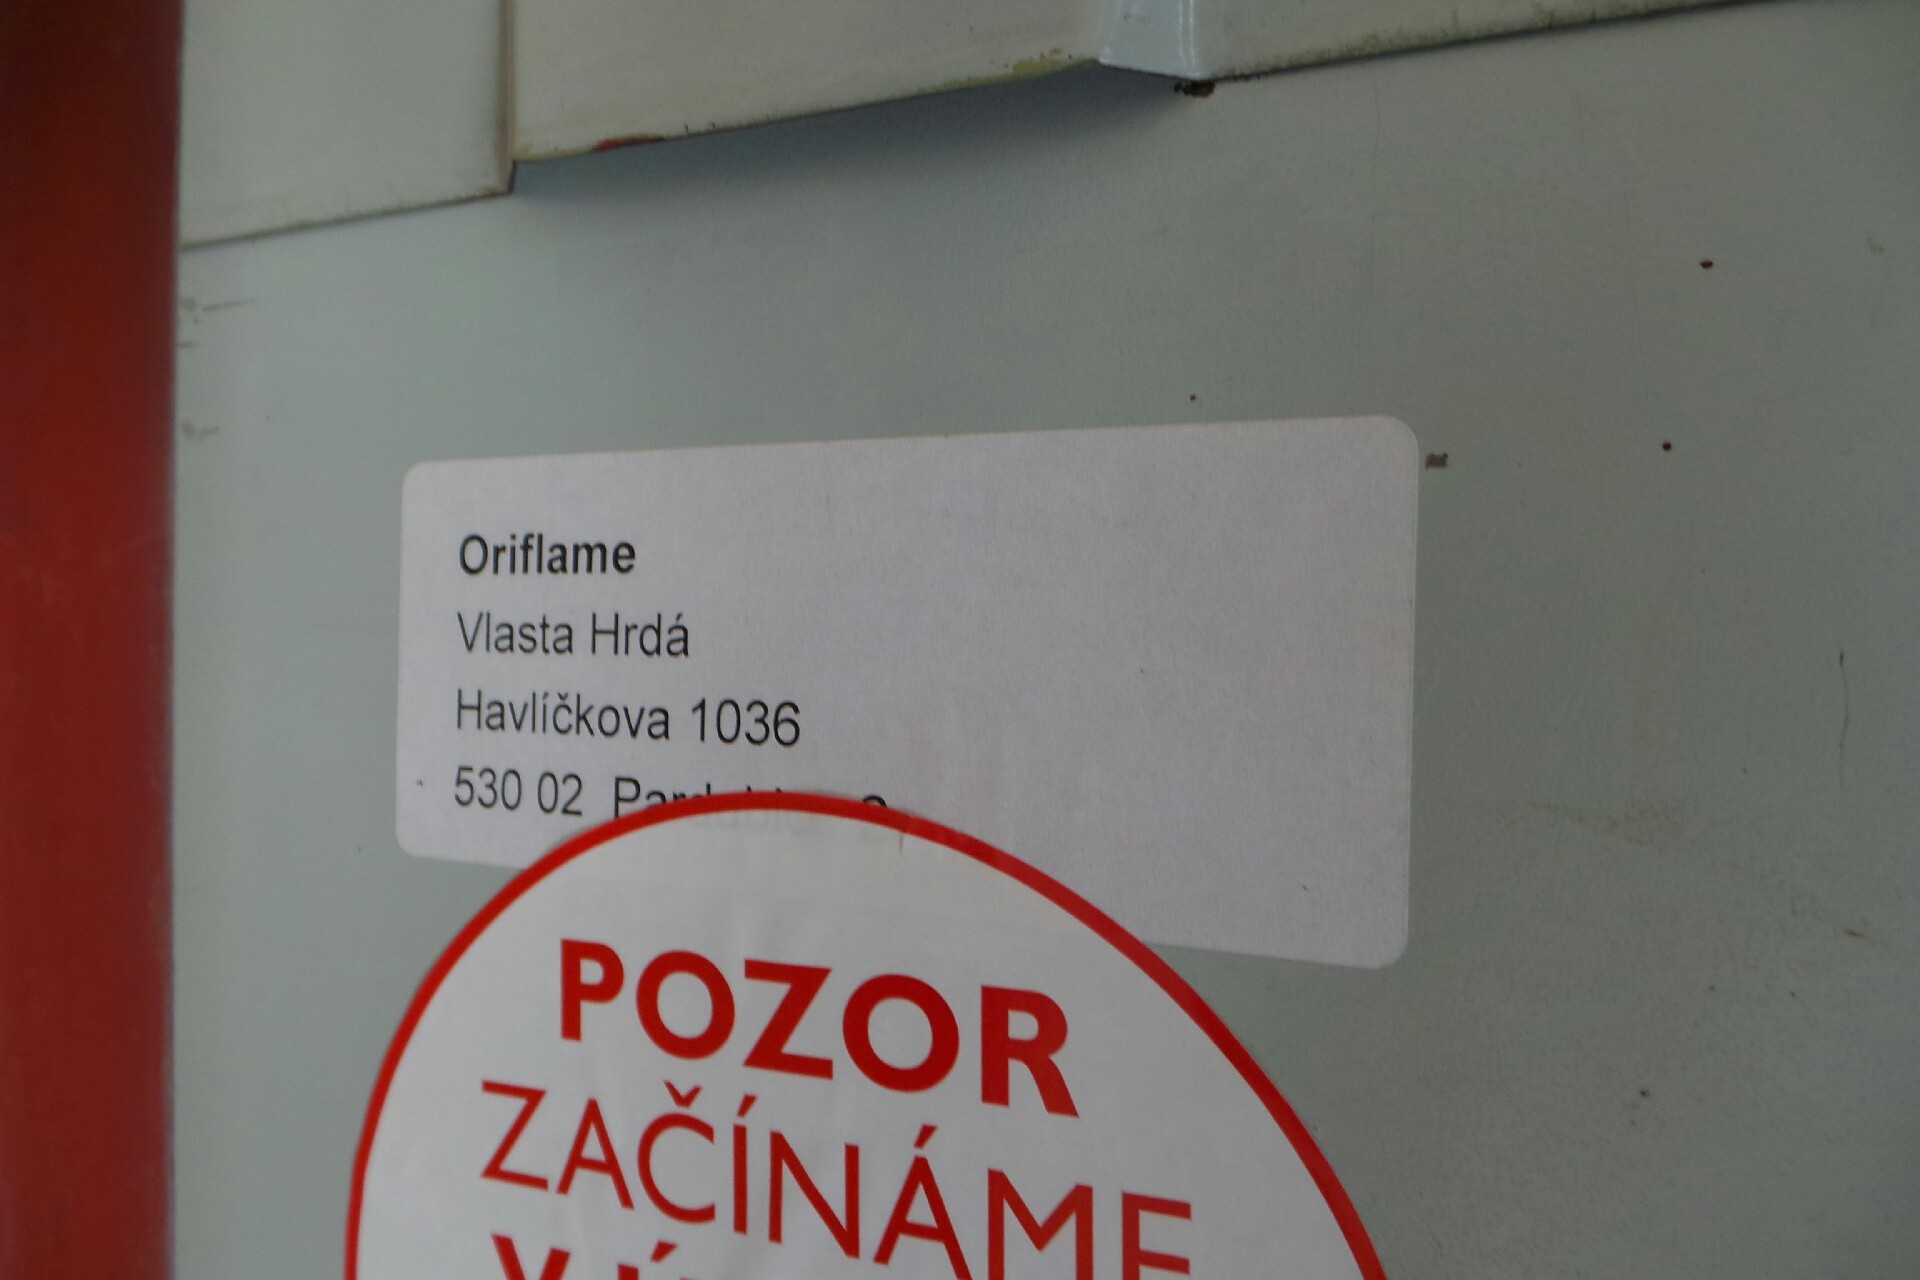 Oriflame
Vlasta Hrdá
Havlíčkova 1036
530 02
POZOR
ZAČÍNÁME